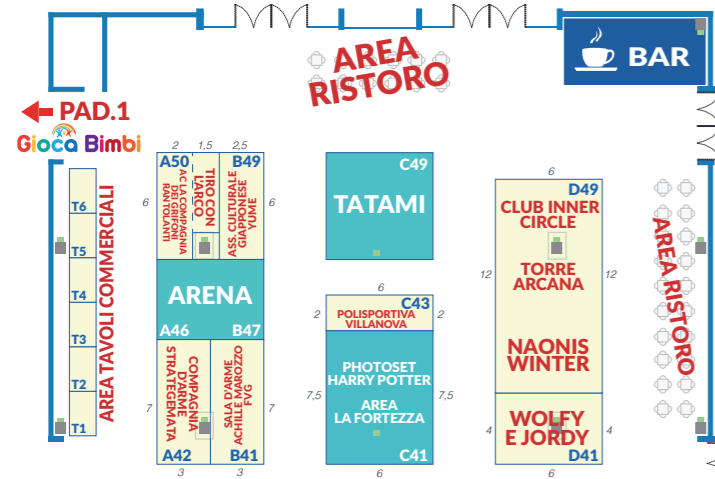 AREA
RISTORO
BAR
PAD.1
Gioca Bimbi
2
1,5
2,5
A50
B49
A.C. LA COMPAGNIA
DEI GRIFONI
RANTOLANTI
TIRO CON
L'ARCO
ASS. CULTURALE
GIAPPONESE
YUME
6
6
ARENA
A46
B47
COMPAGNIA
D'ARME
STRATEGEMATA
SALA D'ARME
ACHILLE MAROZZO
FVG
7
7
A42
B41
3
3
T6
T5
T4
T3
T2
T1
AREA TAVOLI COMMERCIALI
C49
TATAMI
6
C43
2
POLISPORTIVA
VILLANOVA
2
PHOTOSET
HARRY POTTER
AREA
LA FORTEZZA
7,5
7,5
C41
6
6
D49
CLUB INNER
CIRCLE
TORRE
ARCANA
12
12
NAONIS
WINTER
WOLFY
E JORDY
4
4
D41
6
AREA RISTORO